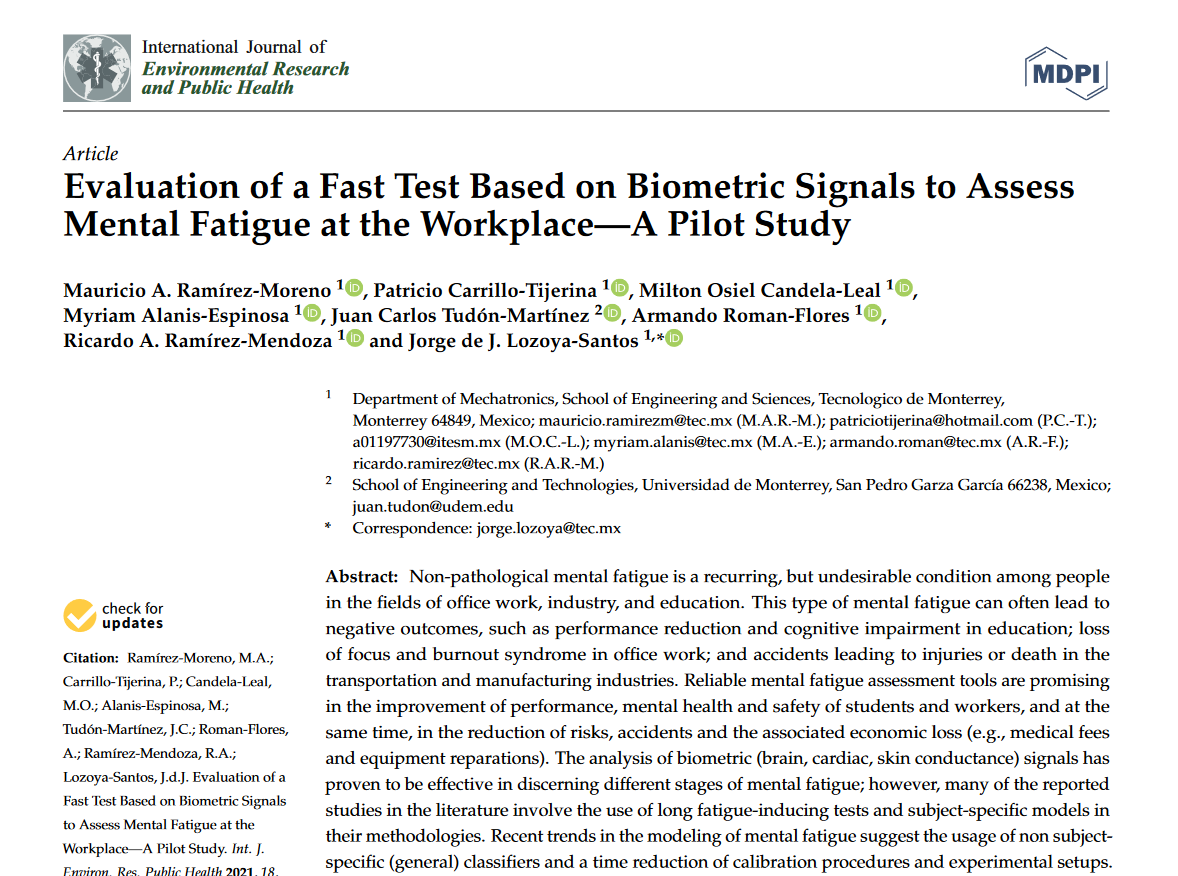 International Journal of
Environmental Research
and Public Health
MDPI
Article
Evaluation of a Fast Test Based on Biometric Signals to Assess
Mental Fatigue at the Workplace—A Pilot Study
Mauricio A. Ramírez-Moreno 1 iD, Patricio Carrillo-Tijerina 1 iD, Milton Osiel Candela-Leal 1 iD,
Myriam Alanis-Espinosa 1 iD, Juan Carlos Tudón-Martínez 2 iD, Armando Roman-Flores 1 iD,
Ricardo A. Ramírez-Mendoza 1 iD and Jorge de J. Lozoya-Santos 1,* iD
1 Department of Mechatronics, School of Engineering and Sciences, Tecnologico de Monterrey,
Monterrey 64849, Mexico; mauricio.ramirezm@tec.mx (M.A.R.-M.); patriciotijerina@hotmail.com (P.C.-T.);
a01197730@itesm.mx (M.O.C.-L.); myriam.alanis@tec.mx (M.A.-E.); armando.roman@tec.mx (A.R.-F.);
ricardo.ramirez@tec.mx (R.A.R.-M.)
2 School of Engineering and Technologies, Universidad de Monterrey, San Pedro Garza García 66238, Mexico;
juan.tudon@udem.edu
* Correspondence: jorge.lozoya@tec.mx
Abstract: Non-pathological mental fatigue is a recurring, but undesirable condition among people
in the fields of office work, industry, and education. This type of mental fatigue can often lead to
negative outcomes, such as performance reduction and cognitive impairment in education; loss
of focus and burnout syndrome in office work; and accidents leading to injuries or death in the
transportation and manufacturing industries. Reliable mental fatigue assessment tools are promising
in the improvement of performance, mental health and safety of students and workers, and at the
same time, in the reduction of risks, accidents and the associated economic loss (e.g., medical fees
and equipment reparations). The analysis of biometric (brain, cardiac, skin conductance) signals has
proven to be effective in discerning different stages of mental fatigue; however, many of the reported
studies in the literature involve the use of long fatigue-inducing tests and subject-specific models in
their methodologies. Recent trends in the modeling of mental fatigue suggest the usage of non subject-
specific (general) classifiers and a time reduction of calibration procedures and experimental setups.
check for
updates
Citation: Ramírez-Moreno, M.A.;
Carrillo-Tijerina, P.; Candela-Leal,
M.O.; Alanis-Espinosa, M.;
Tudón-Martínez, J.C.; Roman-Flores,
A.; Ramírez-Mendoza, R.A.;
Lozoya-Santos, J.d.J. Evaluation of a
Fast Test Based on Biometric Signals
to Assess Mental Fatigue at the
Workplace—A Pilot Study. Int. J.
Environ. Res. Public Health 2021, 18,